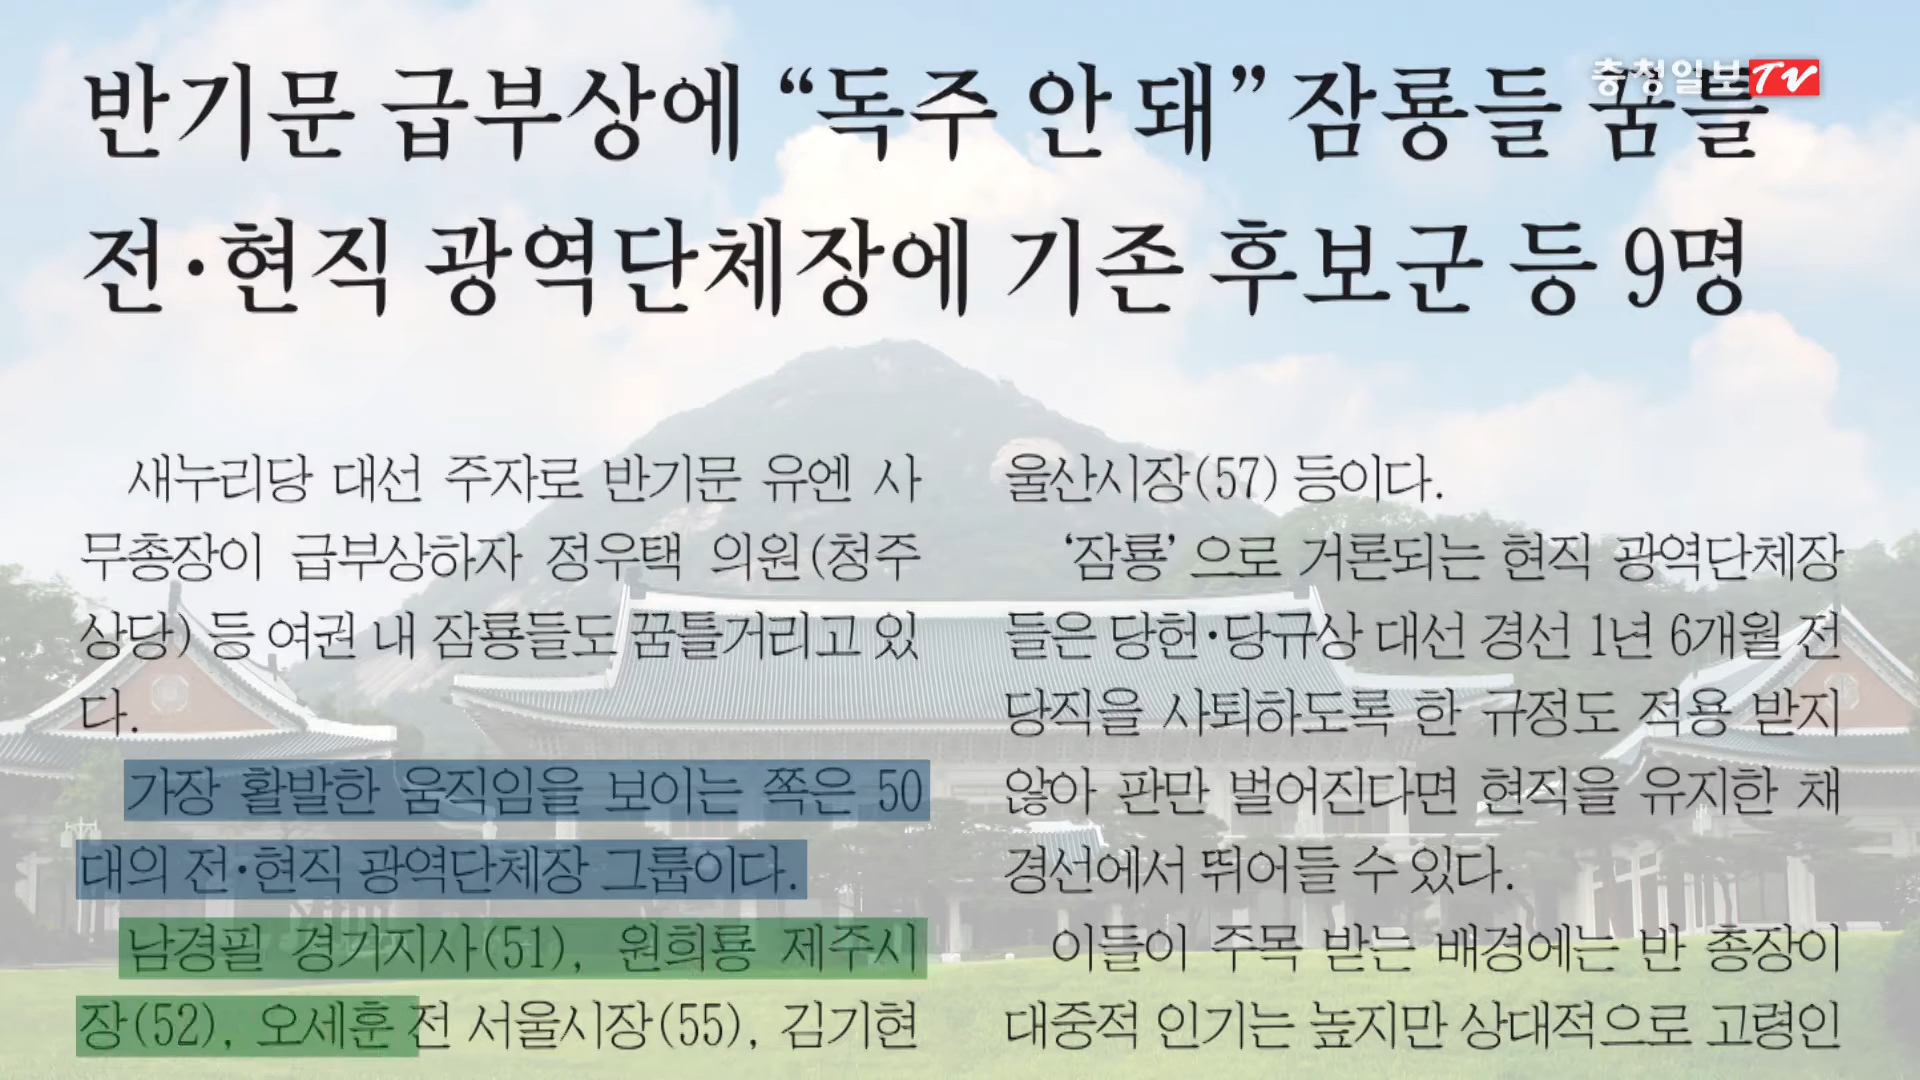 반기문 급부상에 “독주 안 돼” 잠룡들 꿈틀
충청일보TV
전·현직 광역단체장에 기존 후보군 등 9명
새누리당 대선 주자로 반기문 유엔 사
무총장이 급부상하자 정우택 의원(청주
상당) 등 여권 내 잠룡들도 꿈틀거리고 있
다.
가장 활발한 움직임을 보이는 쪽은 50
대의 전·현직 광역단체장 그룹이다.
남경필 경기지사(51), 원희룡 제주시
장(52), 오세훈 전 서울시장(55), 김기현
울산시장(57) 등이다.
‘잠룡’으로 거론되는 현직 광역단체장
들은 당헌·당규상 대선 경선 1년 6개월 전
당직을 사퇴하도록 한 규정도 적용 받지
않아 판만 벌어진다면 현직을 유지한 채
경선에서 뛰어들 수 있다.
이들이 주목 받는 배경에는 반 총장이
대중적 인기는 높지만 상대적으로 고령인